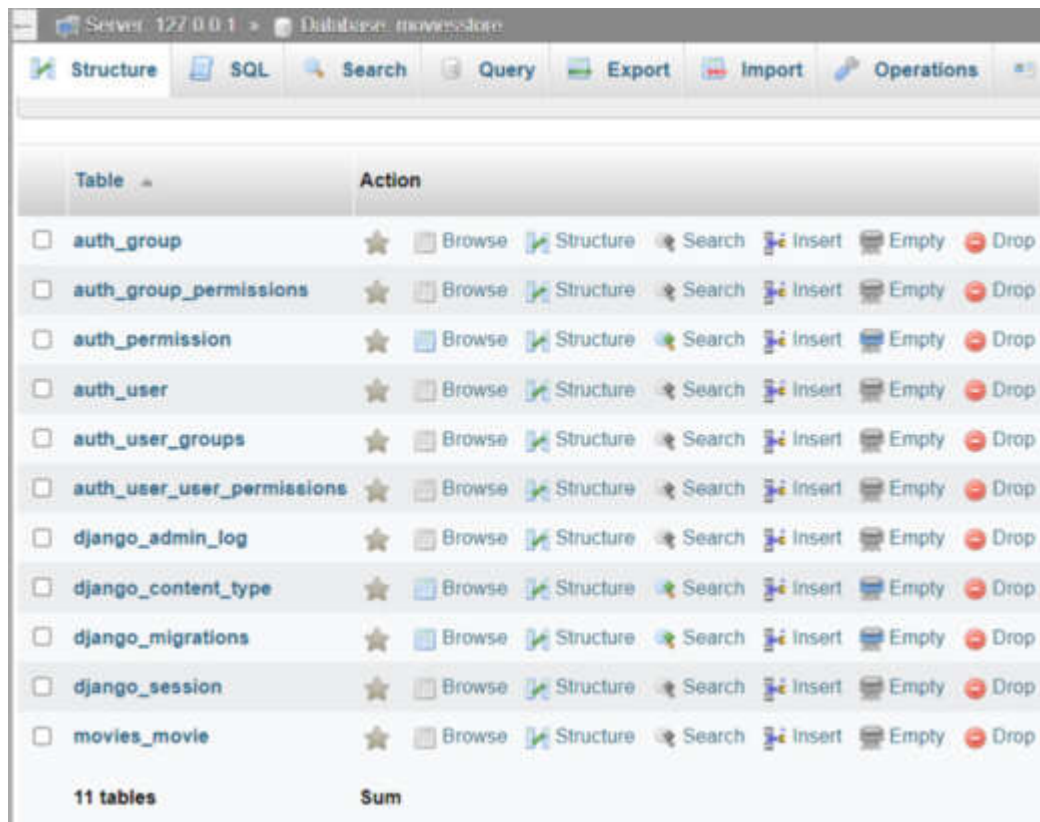 Server: 127.0.0.1 » Database: moviesstore
Structure SQL Search Query Export Import Operations
Table Action
auth_group Browse Structure Search Insert Empty Drop
auth_group_permissions Browse Structure Search Insert Empty Drop
auth_permission Browse Structure Search Insert Empty Drop
auth_user Browse Structure Search Insert Empty Drop
auth_user_groups Browse Structure Search Insert Empty Drop
auth_user_user_permissions Browse Structure Search Insert Empty Drop
django_admin_log Browse Structure Search Insert Empty Drop
django_content_type Browse Structure Search Insert Empty Drop
django_migrations Browse Structure Search Insert Empty Drop
django_session Browse Structure Search Insert Empty Drop
movies_movie Browse Structure Search Insert Empty Drop
11 tables Sum